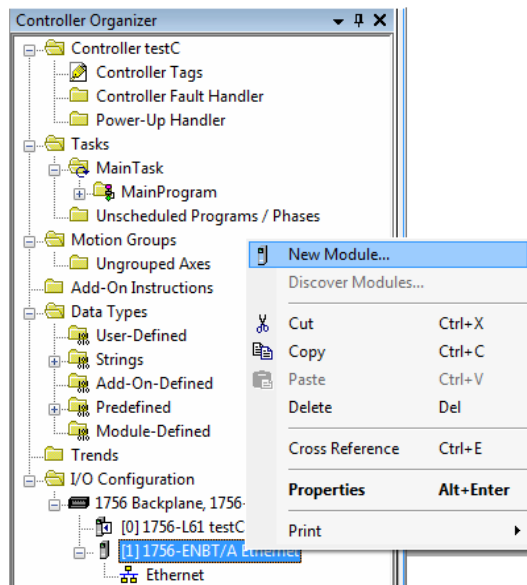 Controller Organizer
Controller testC
Controller Tags
Controller Fault Handler
Power-Up Handler
Tasks
MainTask
MainProgram
Unscheduled Programs / Phases
Motion Groups
Ungrouped Axes
Add-On Instructions
Data Types
User-Defined
Strings
Add-On-Defined
Predefined
Module-Defined
Trends
I/O Configuration
1756 Backplane, 1756-
[0] 1756-L61 testC
[1] 1756-ENBT/A Ethernet
Ethernet
New Module...
Discover Modules...
Cut Ctrl+X
Copy Ctrl+C
Paste Ctrl+V
Delete Del
Cross Reference Ctrl+E
Properties Alt+Enter
Print